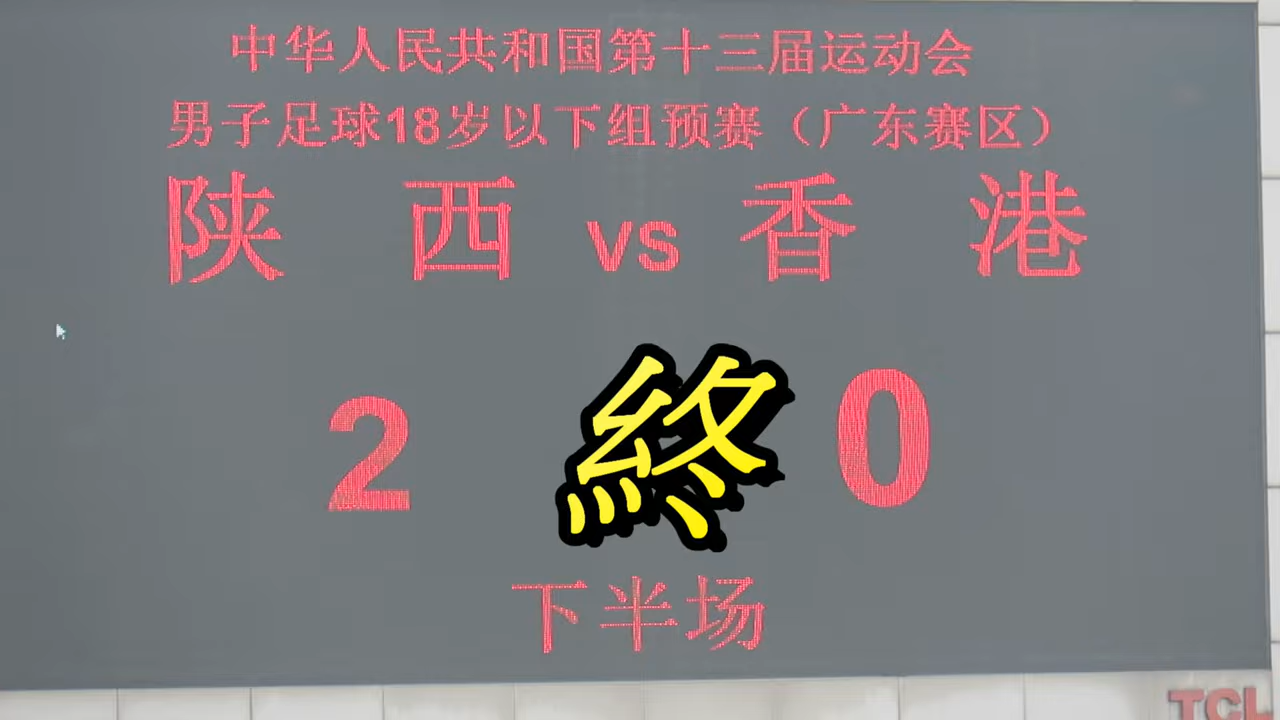 中华人民共和国第十三届运动会
男子足球18岁以下组预赛（广东赛区）
陕西 vs 香港
2 終 0
下半场
TCL